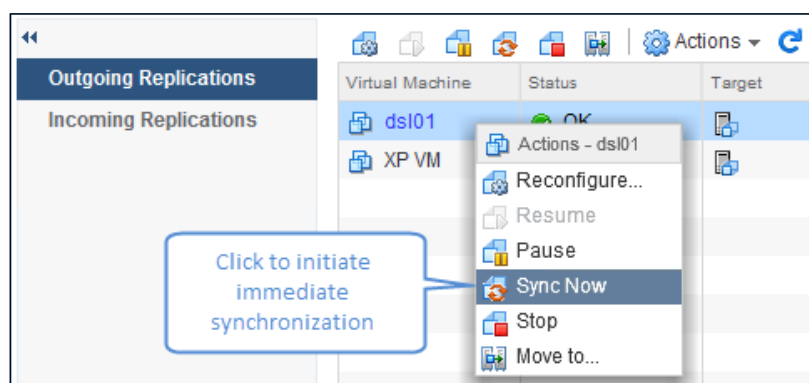 Actions
Outgoing Replications
Virtual Machine Status Target
Incoming Replications
dsl01 OK
XP VM
Actions - dsl01
Reconfigure...
Resume
Pause
Sync Now
Stop
Move to...
Click to initiate
immediate
synchronization